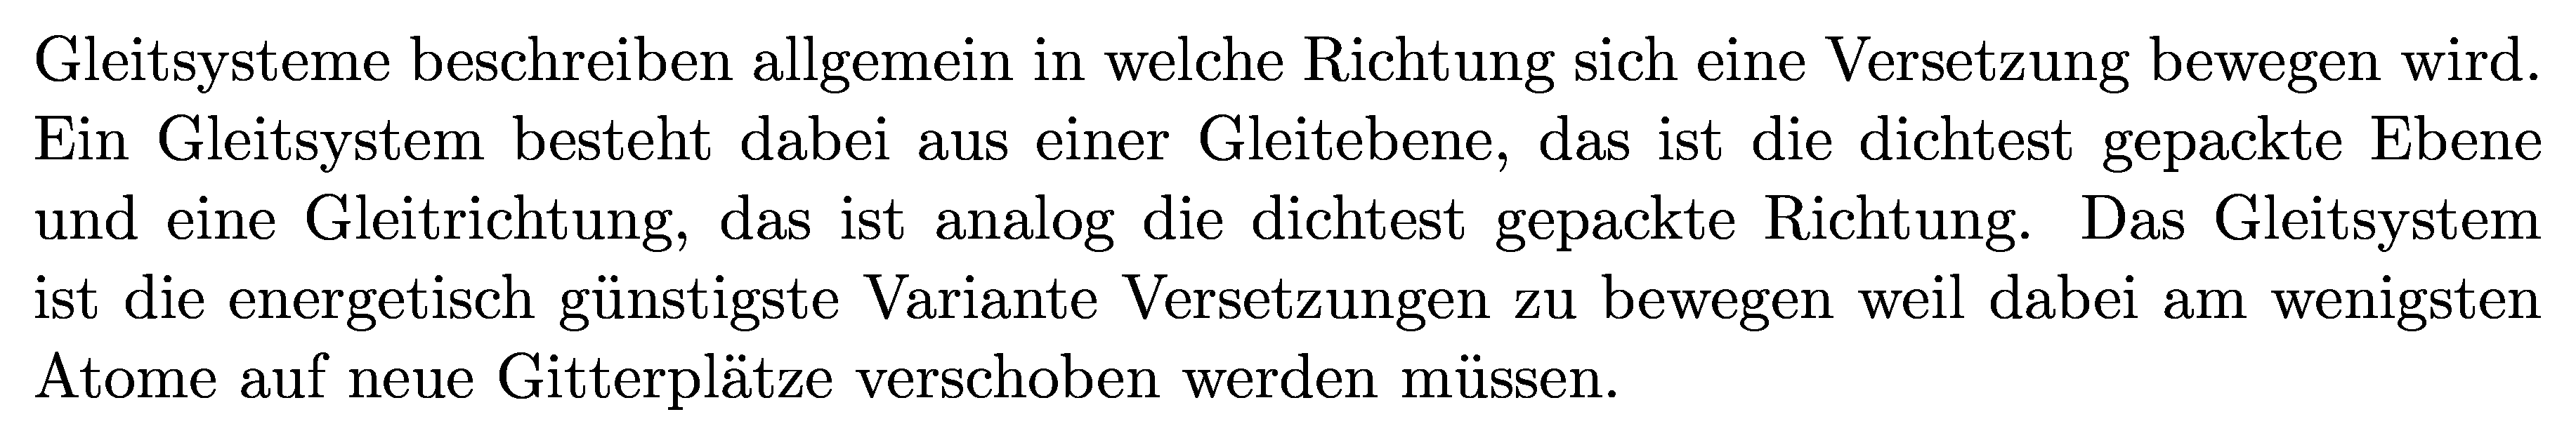 Gleitsysteme beschreiben allgemein in welche Richtung sich eine Versetzung bewegen wird.
Ein Gleitsystem besteht dabei aus einer Gleitebene, das ist die dichtest gepackte Ebene
und eine Gleitrichtung, das ist analog die dichtest gepackte Richtung. Das Gleitsystem
ist die energetisch günstigste Variante Versetzungen zu bewegen weil dabei am wenigsten
Atome auf neue Gitterplätze verschoben werden müssen.